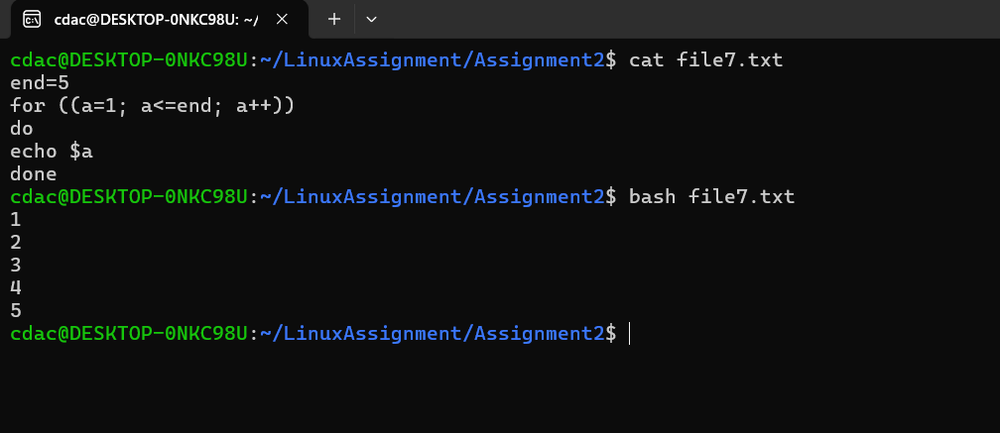 cdac@DESKTOP-0NKC98U: ~/
cdac@DESKTOP-0NKC98U:~/LinuxAssignment/Assignment2$ cat file7.txt
end=5
for ((a=1; a<=end; a++))
do
echo $a
done
cdac@DESKTOP-0NKC98U:~/LinuxAssignment/Assignment2$ bash file7.txt
1
2
3
4
5
cdac@DESKTOP-0NKC98U:~/LinuxAssignment/Assignment2$